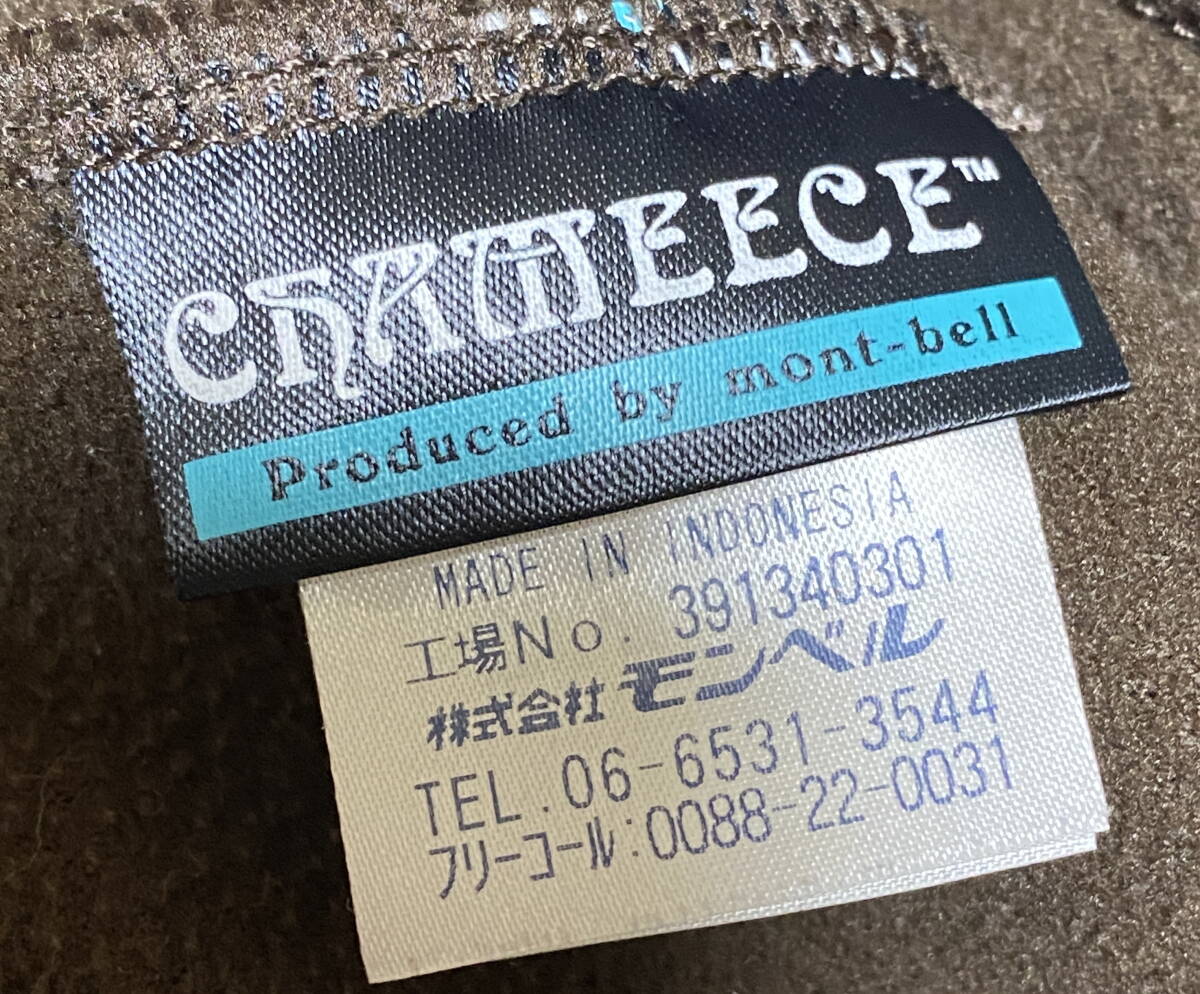 CHAMEECE™
Produced by mont-bell
MADE IN INDONESIA
工場No. 391340301
株式会社 モンベル
TEL.06-6531-3544
フリーコール:0088-22-0031